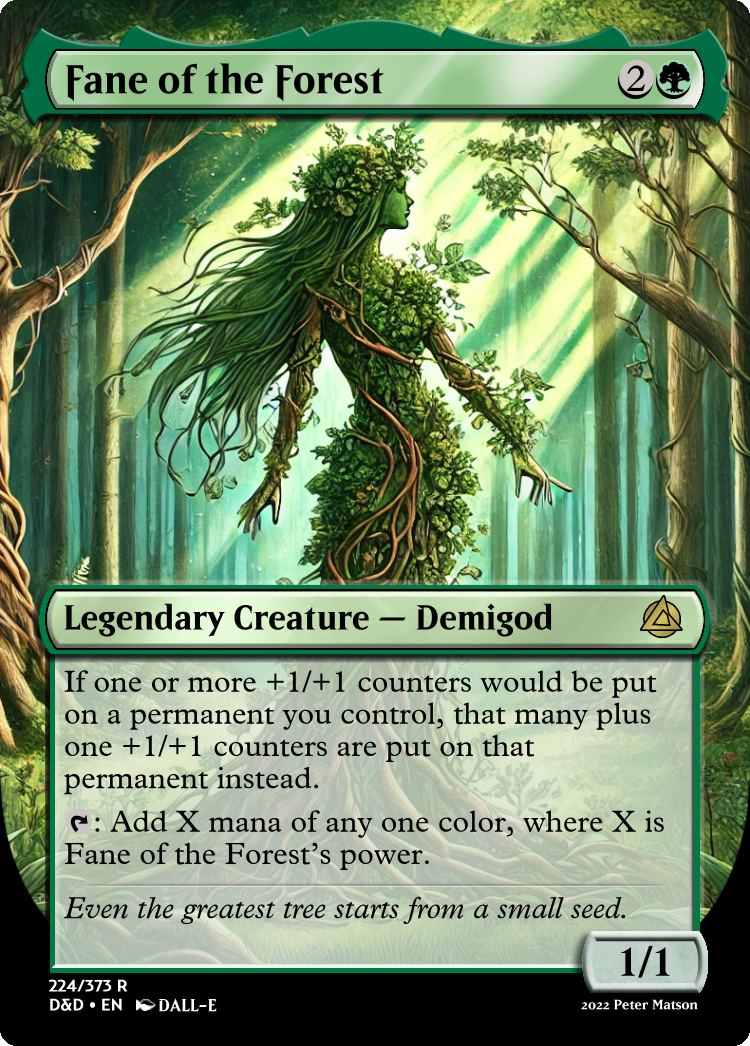 Fane of the Forest 2
Legendary Creature — Demigod
If one or more +1/+1 counters would be put
on a permanent you control, that many plus
one +1/+1 counters are put on that
permanent instead.
: Add X mana of any one color, where X is
Fane of the Forest's power.
Even the greatest tree starts from a small seed.
1/1
224/373 R
D&D • EN DALL-E
2022 Peter Matson